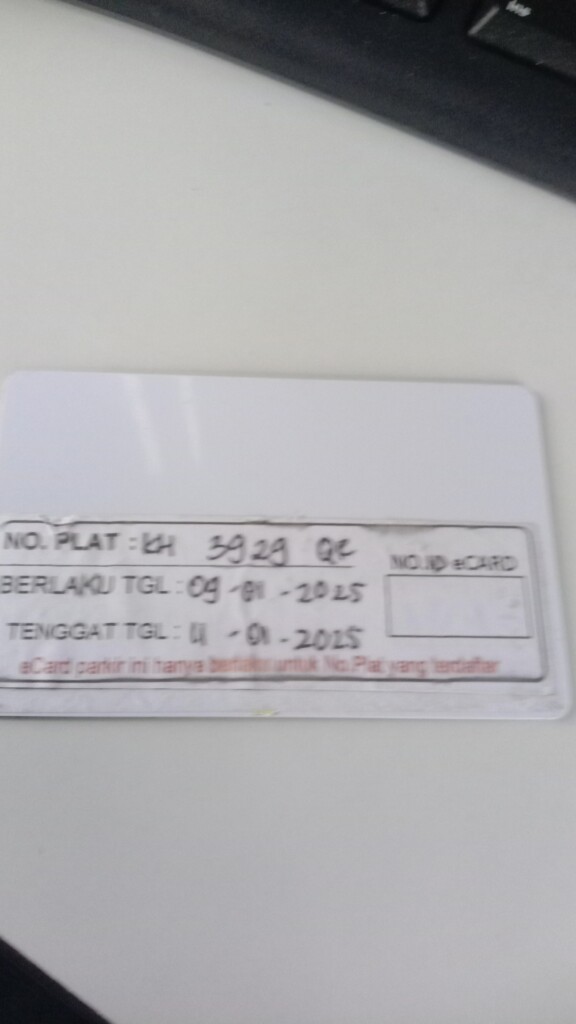 NO. PLAT : KH 3929 QE
NO. ID eCARD
BERLAKU TGL : 09 - 01 - 2025
TENGGAT TGL : 11 - 01 - 2025
eCard parkir ini hanya berlaku untuk No.Plat yang terdaftar